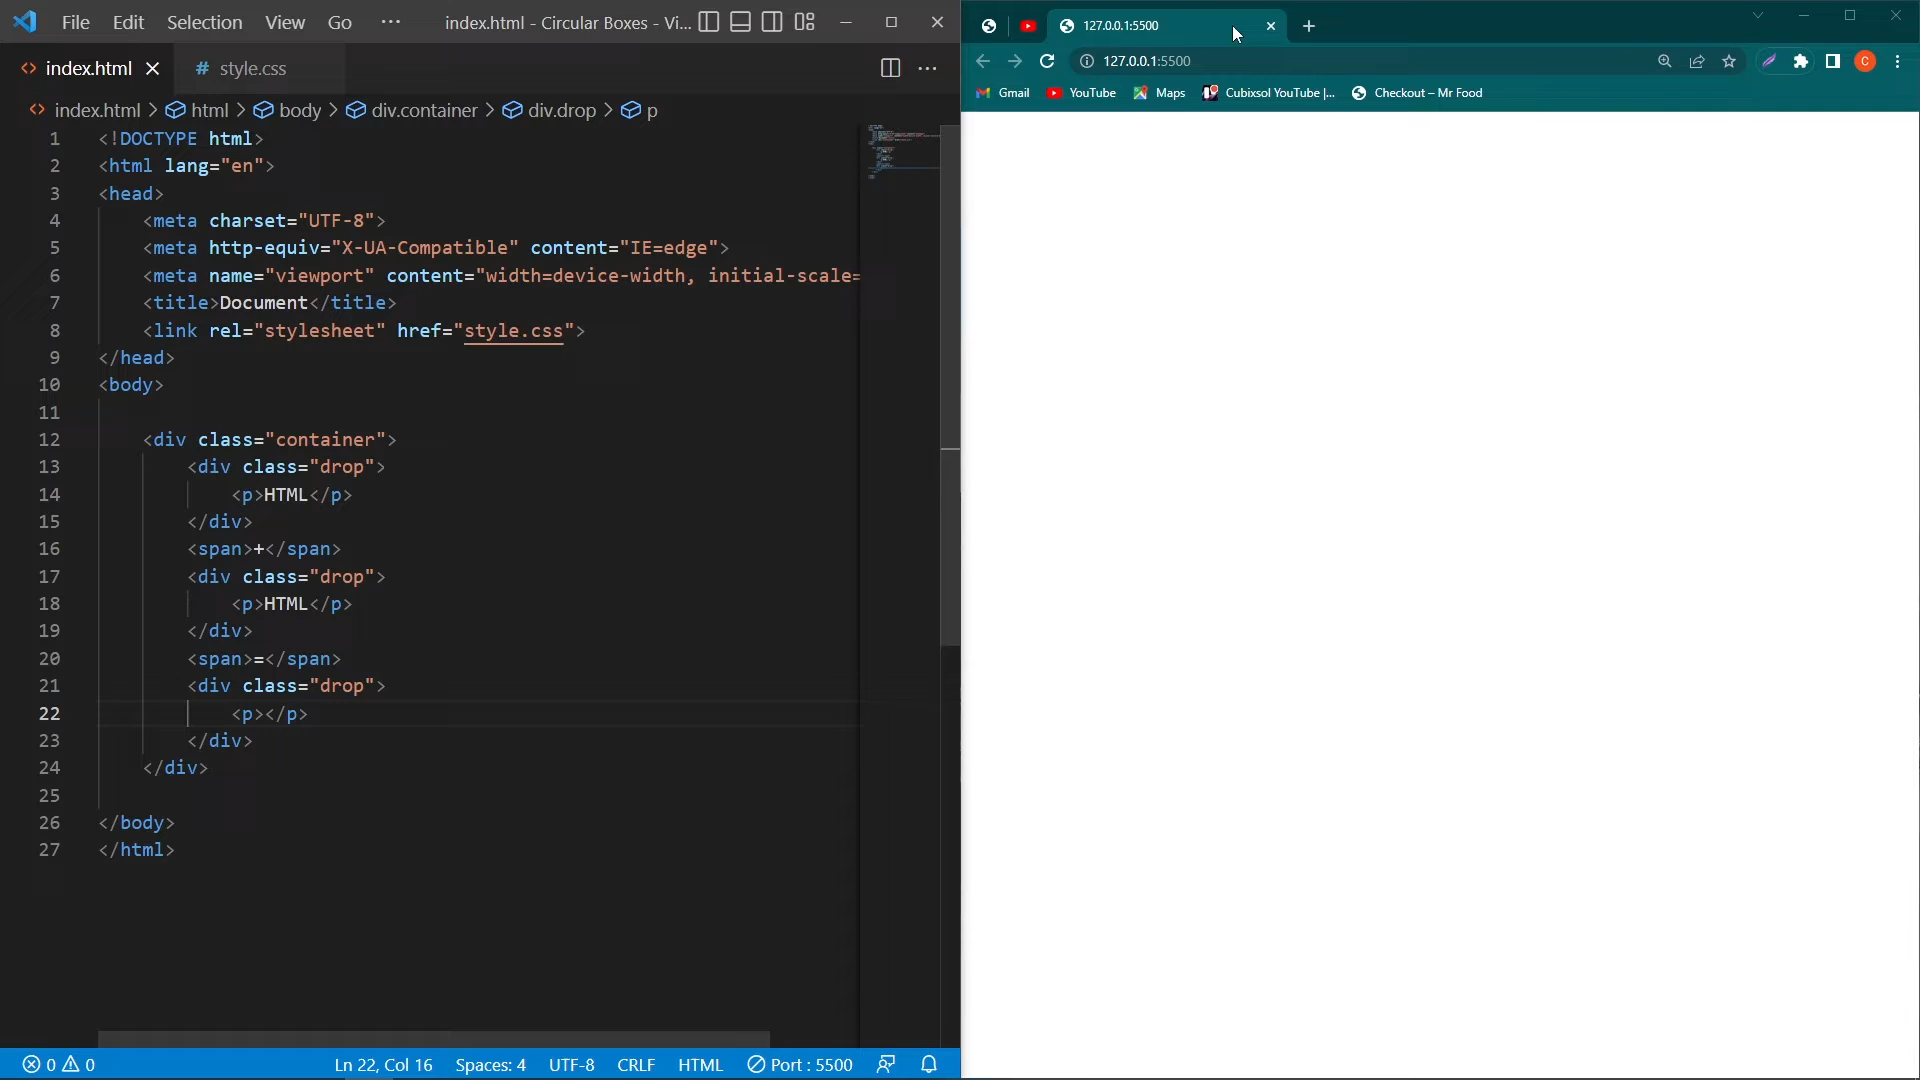 File Edit Selection View Go ··· index.html - Circular Boxes - Vi...
index.html
# style.css
index.html > html > body > div.container > div.drop > p
1 <!DOCTYPE html>
2 <html lang="en">
3 <head>
4 <meta charset="UTF-8">
5 <meta http-equiv="X-UA-Compatible" content="IE=edge">
6 <meta name="viewport" content="width=device-width, initial-scale=
7 <title>Document</title>
8 <link rel="stylesheet" href="style.css">
9 </head>
10 <body>
11
12 <div class="container">
13 <div class="drop">
14 <p>HTML</p>
15 </div>
16 <span>+</span>
17 <div class="drop">
18 <p>HTML</p>
19 </div>
20 <span>=</span>
21 <div class="drop">
22 <p></p>
23 </div>
24 </div>
25
26 </body>
27 </html>
0 0 Ln 22, Col 16 Spaces: 4 UTF-8 CRLF HTML Port : 5500
127.0.0.1:5500
127.0.0.1:5500
C
Gmail YouTube Maps Cubixsol YouTube |... Checkout – Mr Food